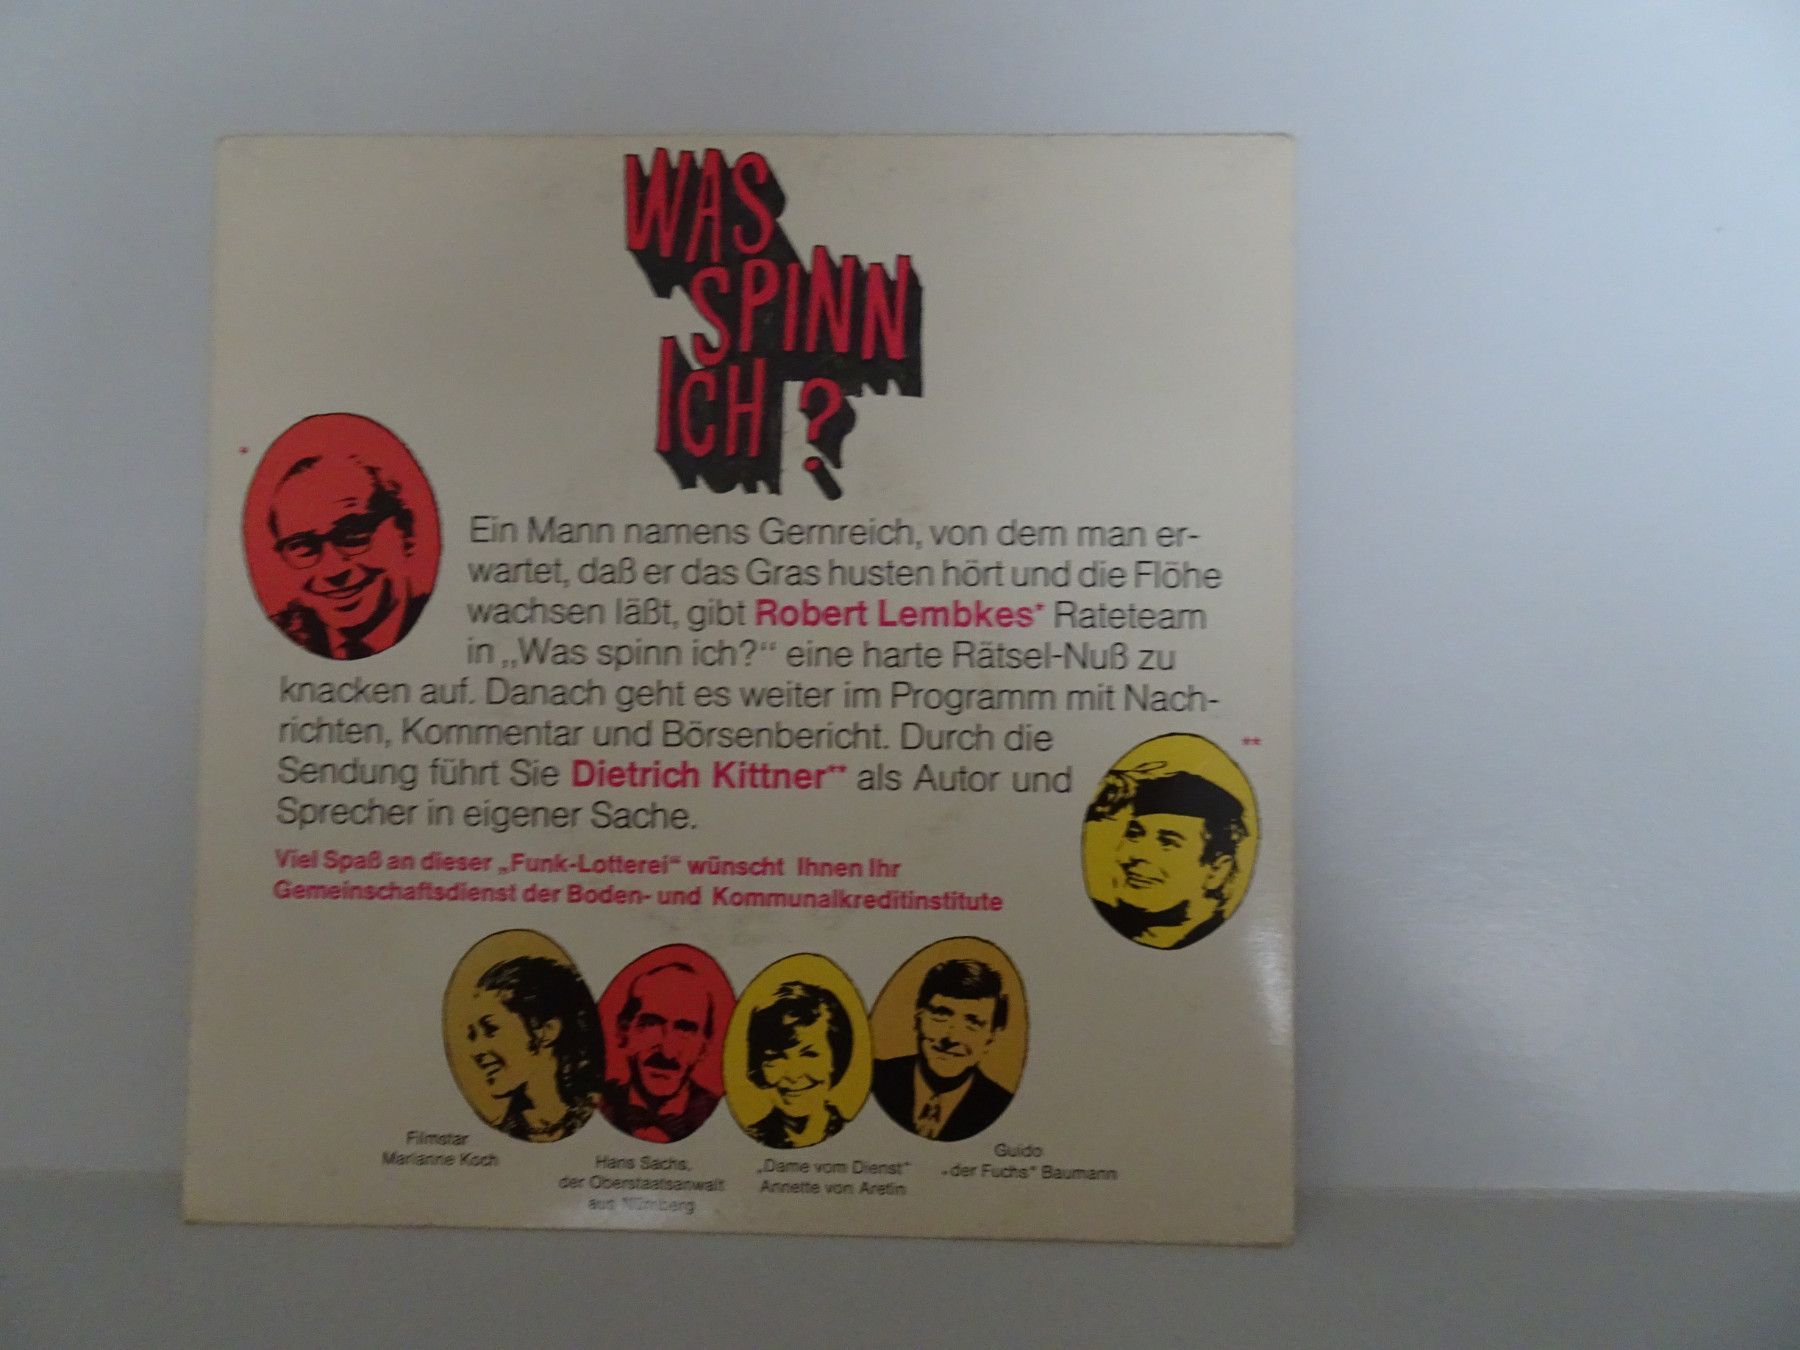 WAS
SPINN
ICH?
*
Ein Mann namens Gernreich, von dem man er-
wartet, daß er das Gras husten hört und die Flöhe
wachsen läßt, gibt Robert Lembkes* Rateteam
in „Was spinn ich?“ eine harte Rätsel-Nuß zu
knacken auf. Danach geht es weiter im Programm mit Nach-
richten, Kommentar und Börsenbericht. Durch die
Sendung führt Sie Dietrich Kittner** als Autor und
Sprecher in eigener Sache.
**
Viel Spaß an dieser „Funk-Lotterei“ wünscht Ihnen Ihr
Gemeinschaftsdienst der Boden- und Kommunalkreditinstitute
Filmstar
Marianne Koch
Hans Sachs,
der Oberstaatsanwalt
aus Nürnberg
„Dame vom Dienst“
Annette von Aretin
Guido
„der Fuchs“ Baumann